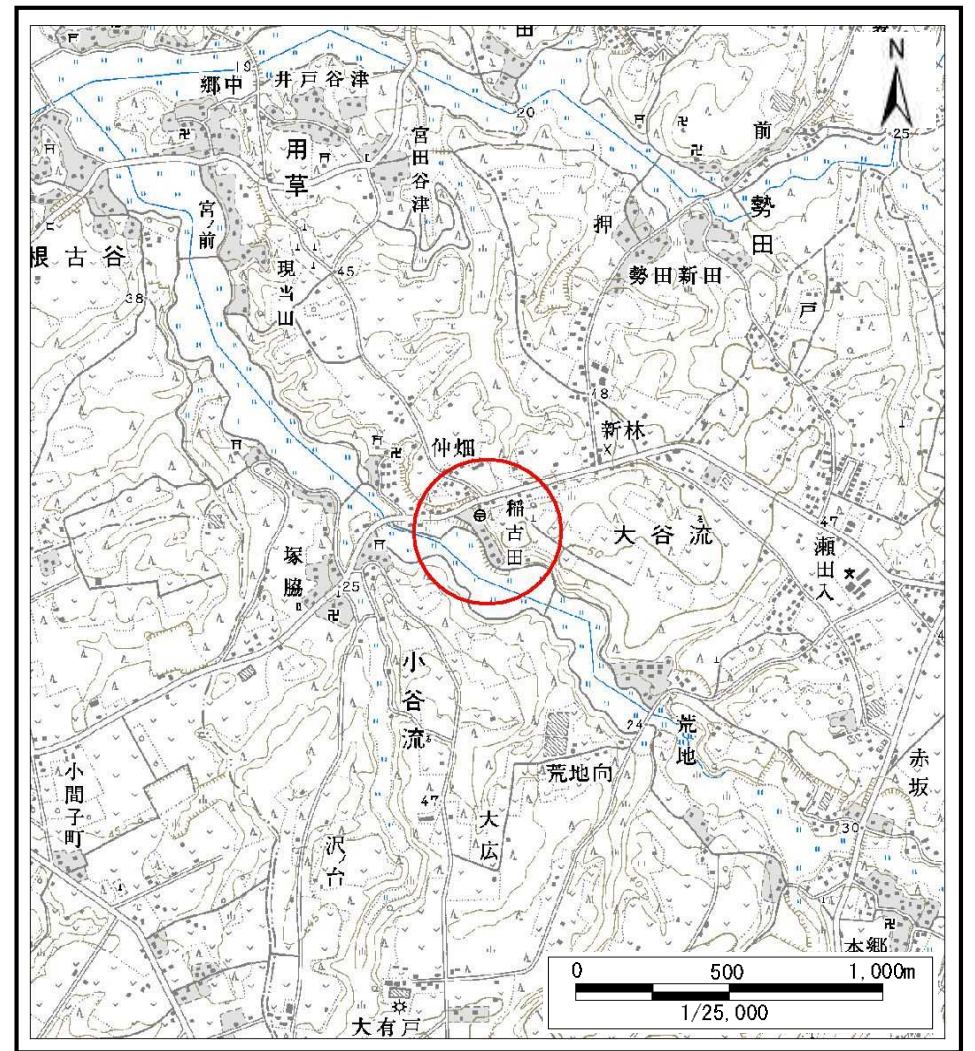 田
N
19
郷中
井戸谷津
用草
宮田谷津
20
前
25
勢田
押
勢田新田
宮ノ前
根古谷
現当山
45
38
戸
48
新林
仲畑
稲古田
大谷流
47
瀬田入
塚脇
25
小谷流
24
荒地
荒地向
赤坂
小間子町
47
大広
沢ノ台
30
本郷
大有戸
0 500 1,000m
1/25,000